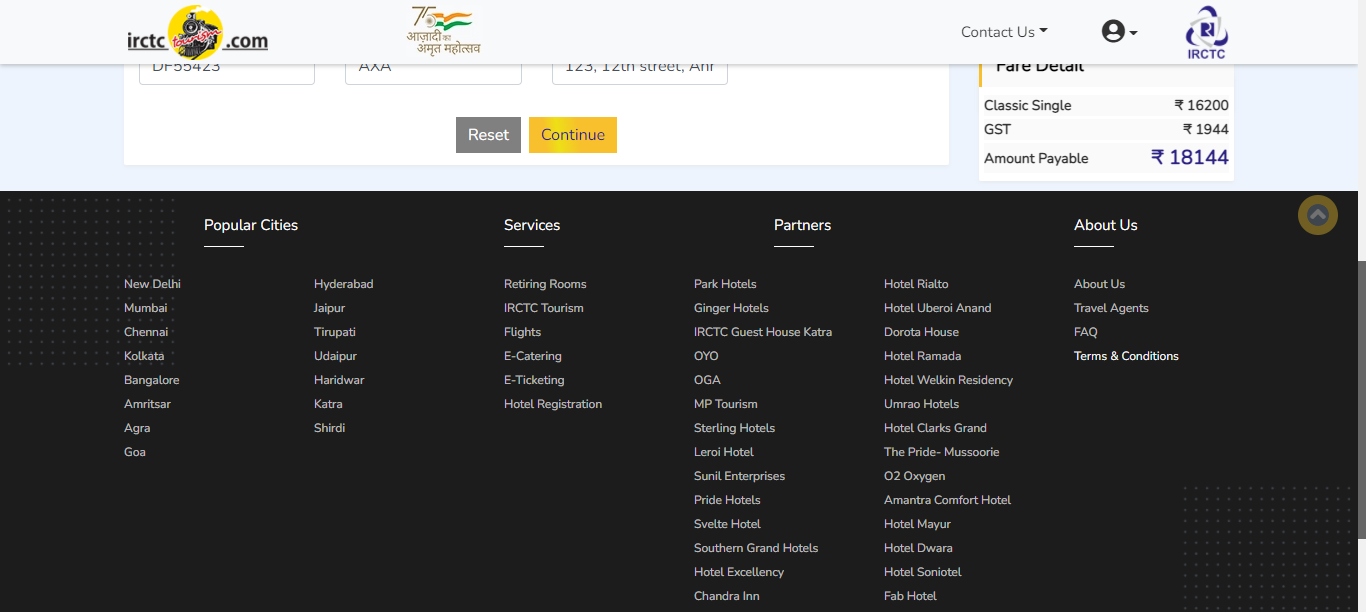 irctc tourism .com
75
आज़ादी का
अमृत महोत्सव
Contact Us
IRCTC
DF55423
AXA
123, 12th street, Anr
Fare Detail
Classic Single ₹ 16200
GST ₹ 1944
Amount Payable ₹ 18144
Reset
Continue
Popular Cities
New Delhi
Mumbai
Chennai
Kolkata
Bangalore
Amritsar
Agra
Goa
Hyderabad
Jaipur
Tirupati
Udaipur
Haridwar
Katra
Shirdi
Services
Retiring Rooms
IRCTC Tourism
Flights
E-Catering
E-Ticketing
Hotel Registration
Partners
Park Hotels
Ginger Hotels
IRCTC Guest House Katra
OYO
OGA
MP Tourism
Sterling Hotels
Leroi Hotel
Sunil Enterprises
Pride Hotels
Svelte Hotel
Southern Grand Hotels
Hotel Excellency
Chandra Inn
Hotel Rialto
Hotel Uberoi Anand
Dorota House
Hotel Ramada
Hotel Welkin Residency
Umrao Hotels
Hotel Clarks Grand
The Pride- Mussoorie
O2 Oxygen
Amantra Comfort Hotel
Hotel Mayur
Hotel Dwara
Hotel Soniotel
Fab Hotel
About Us
About Us
Travel Agents
FAQ
Terms & Conditions